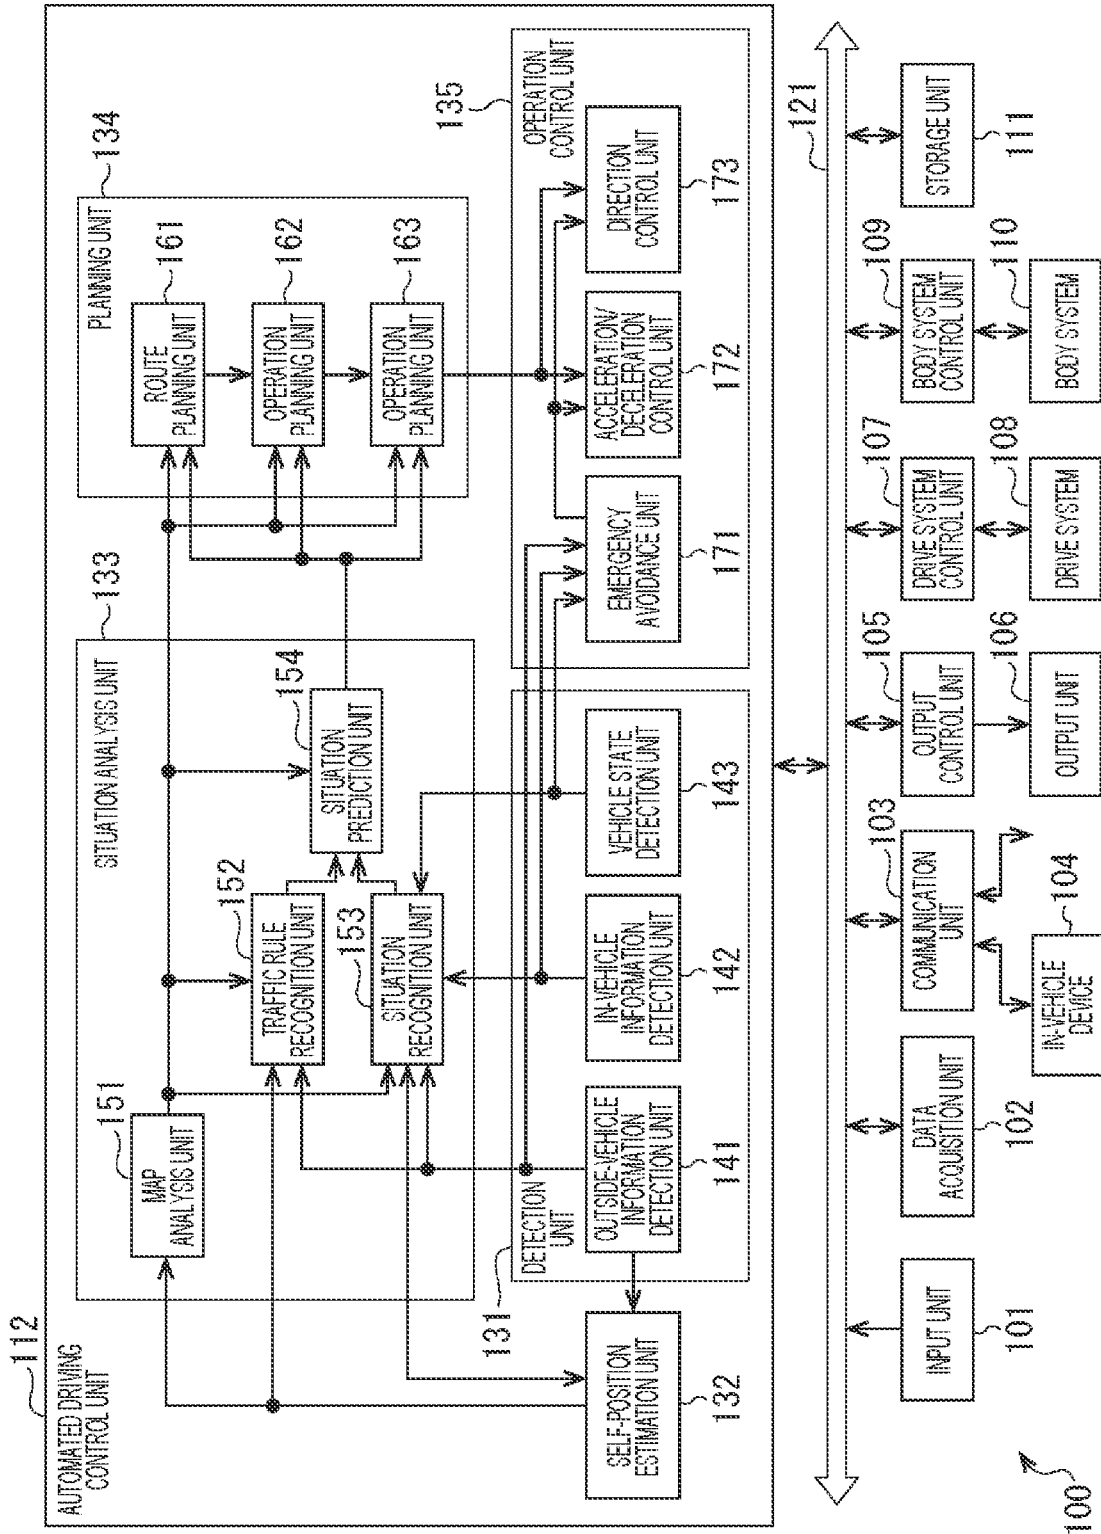 112
AUTOMATED DRIVING
CONTROL UNIT
SITUATION ANALYSIS UNIT
133
151
MAP
ANALYSIS UNIT
152
TRAFFIC RULE
RECOGNITION UNIT
153
SITUATION
RECOGNITION UNIT
154
SITUATION
PREDICTION UNIT
PLANNING UNIT
134
ROUTE
PLANNING UNIT
161
OPERATION
PLANNING UNIT
162
OPERATION
PLANNING UNIT
163
131
DETECTION
UNIT
SELF-POSITION
ESTIMATION UNIT
132
OUTSIDE-VEHICLE
INFORMATION
DETECTION UNIT
141
IN-VEHICLE
INFORMATION
DETECTION UNIT
142
VEHICLE STATE
DETECTION UNIT
143
135
OPERATION
CONTROL UNIT
EMERGENCY
AVOIDANCE UNIT
171
ACCELERATION/
DECELERATION
CONTROL UNIT
172
DIRECTION
CONTROL UNIT
173
121
INPUT UNIT
101
DATA
ACQUISITION UNIT
102
103
COMMUNICATION
UNIT
104
IN-VEHICLE
DEVICE
105
OUTPUT
CONTROL UNIT
106
OUTPUT UNIT
107
DRIVE SYSTEM
CONTROL UNIT
108
DRIVE SYSTEM
109
BODY SYSTEM
CONTROL UNIT
110
BODY SYSTEM
STORAGE UNIT
111
100